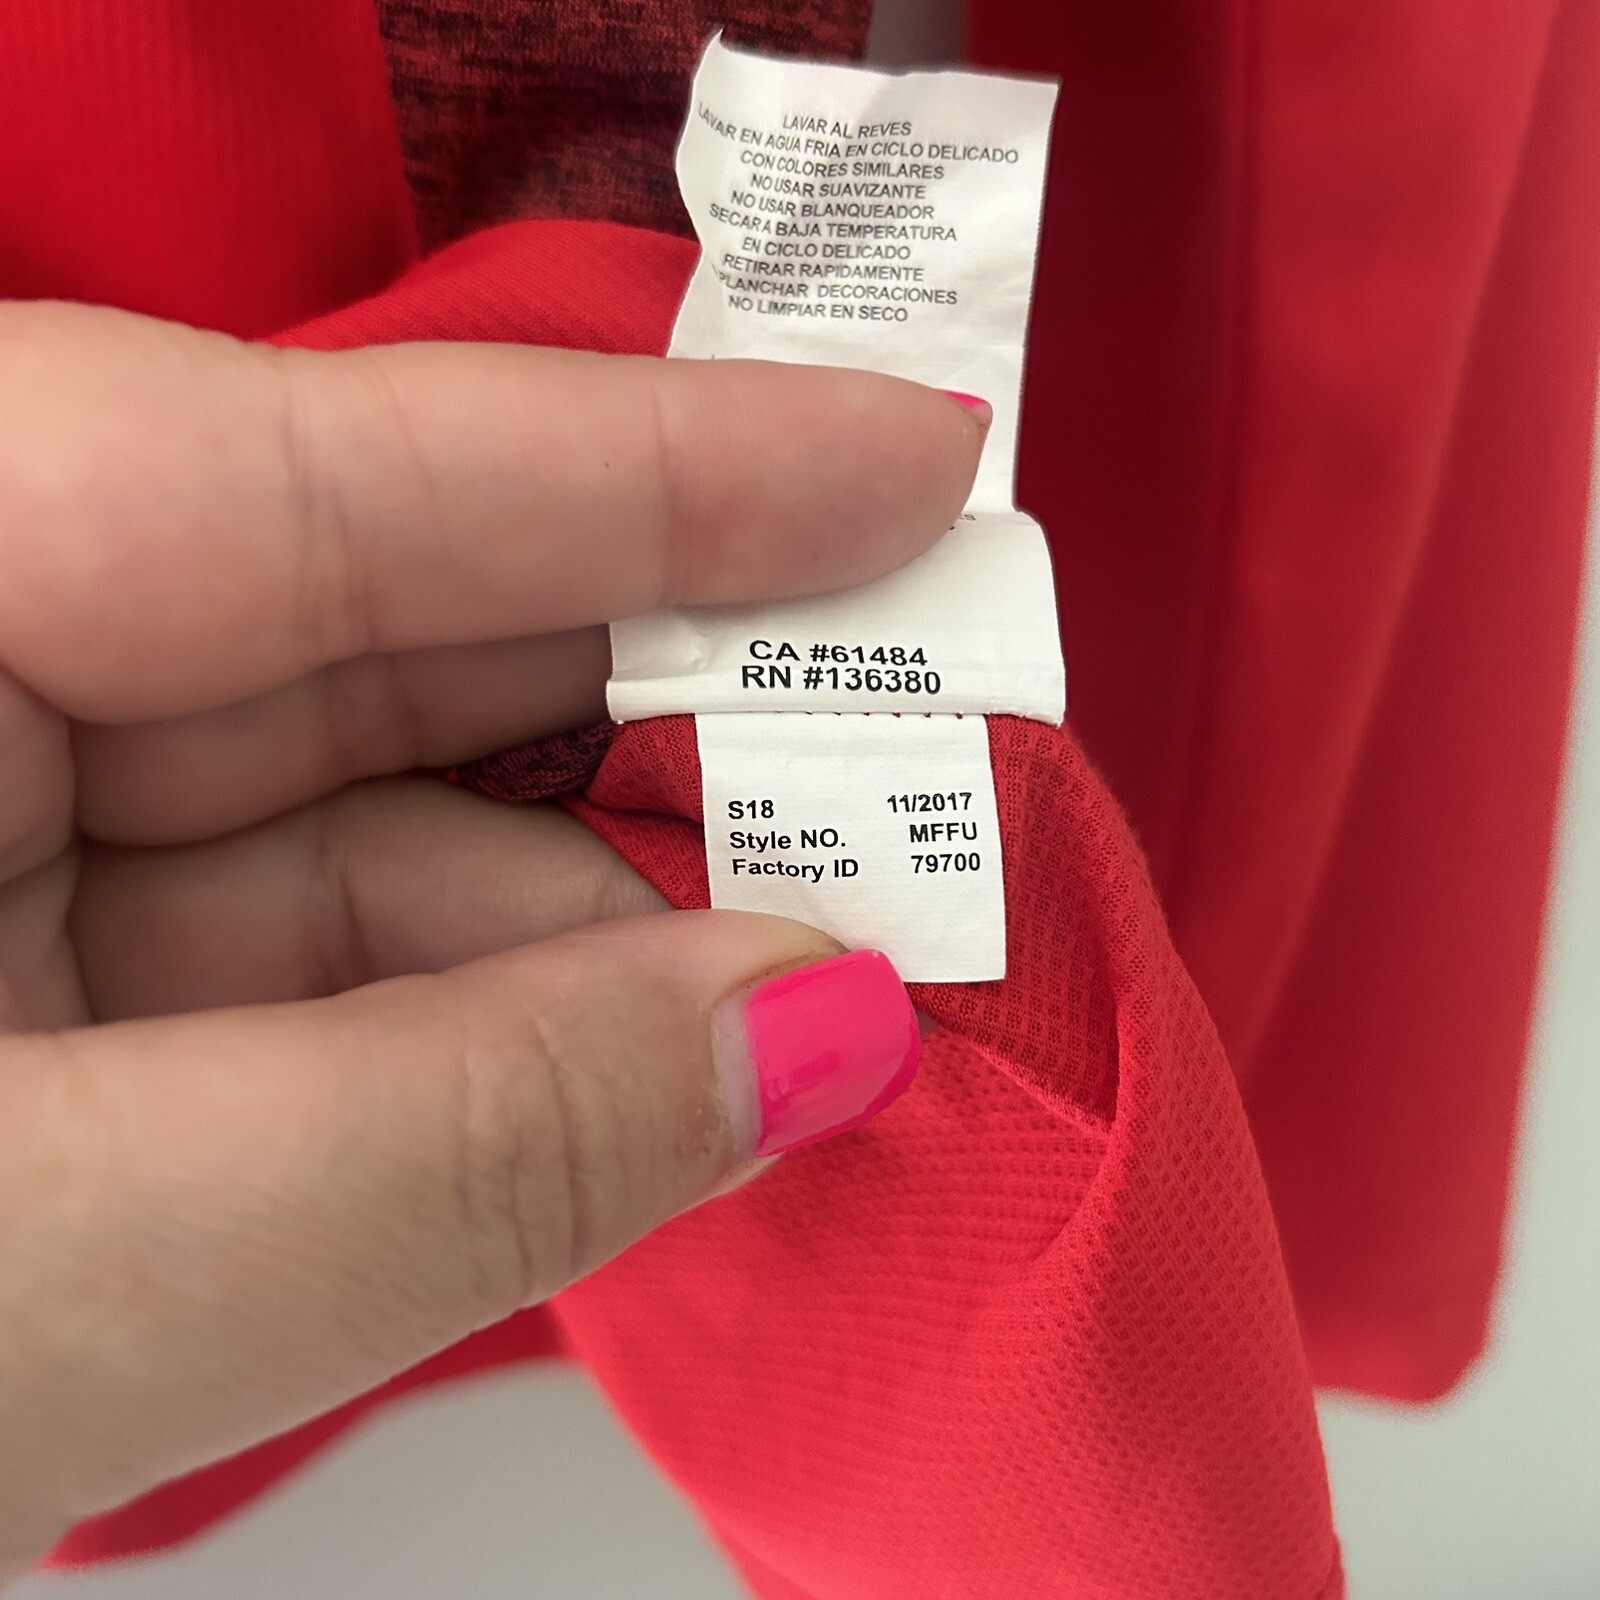 LAVAR AL REVES
LAVAR EN AGUA FRIA EN CICLO DELICADO
CON COLORES SIMILARES
NO USAR SUAVIZANTE
NO USAR BLANQUEADOR
SECAR A BAJA TEMPERATURA
EN CICLO DELICADO
RETIRAR RAPIDAMENTE
PLANCHAR DECORACIONES
NO LIMPIAR EN SECO
CA #61484
RN #136380
S18 11/2017
Style NO. MFFU
Factory ID 79700